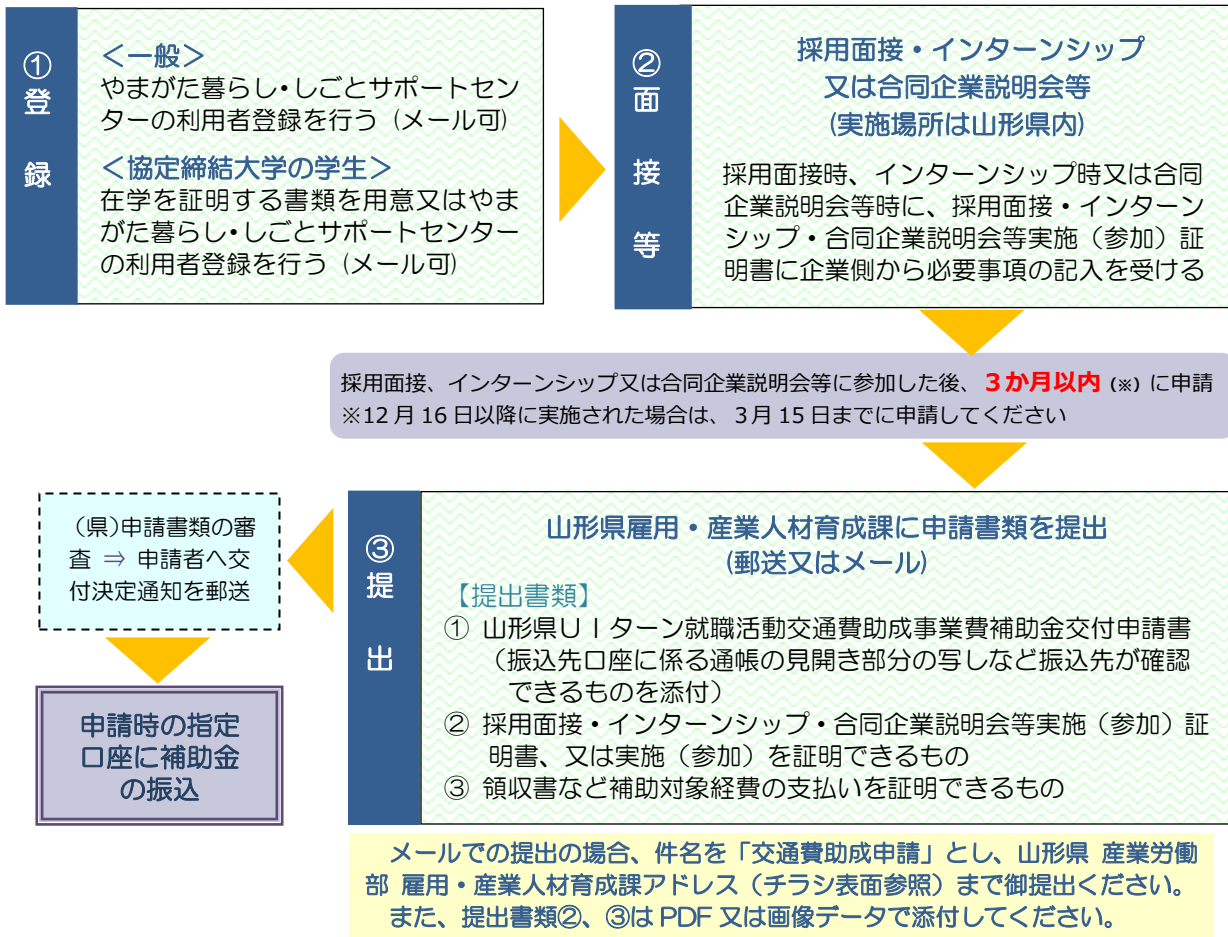 ①登録
<一般>
やまがた暮らし・しごとサポートセン
ターの利用者登録を行う（メール可）
<協定締結大学の学生>
在学を証明する書類を用意又はやま
がた暮らし・しごとサポートセンター
の利用者登録を行う（メール可）
②面接等
採用面接・インターンシップ
又は合同企業説明会等
(実施場所は山形県内)
採用面接時、インターンシップ時又は合同
企業説明会等時に、採用面接・インターン
シップ・合同企業説明会等実施（参加）証
明書に企業側から必要事項の記入を受ける
採用面接、インターンシップ又は合同企業説明会等に参加した後、３か月以内（※）に申請
※12月16日以降に実施された場合は、3月15日までに申請してください
③提出
山形県雇用・産業人材育成課に申請書類を提出
(郵送又はメール)
【提出書類】
① 山形県ＵＩターン就職活動交通費助成事業費補助金交付申請書
（振込先口座に係る通帳の見開き部分の写しなど振込先が確認
できるものを添付）
② 採用面接・インターンシップ・合同企業説明会等実施（参加）証
明書、又は実施（参加）を証明できるもの
③ 領収書など補助対象経費の支払いを証明できるもの
（県）申請書類の審
査 ⇒ 申請者へ交
付決定通知を郵送
申請時の指定
口座に補助金
の振込
メールでの提出の場合、件名を「交通費助成申請」とし、山形県 産業労働
部 雇用・産業人材育成課アドレス（チラシ表面参照）まで御提出ください。
また、提出書類②、③はPDF又は画像データで添付してください。